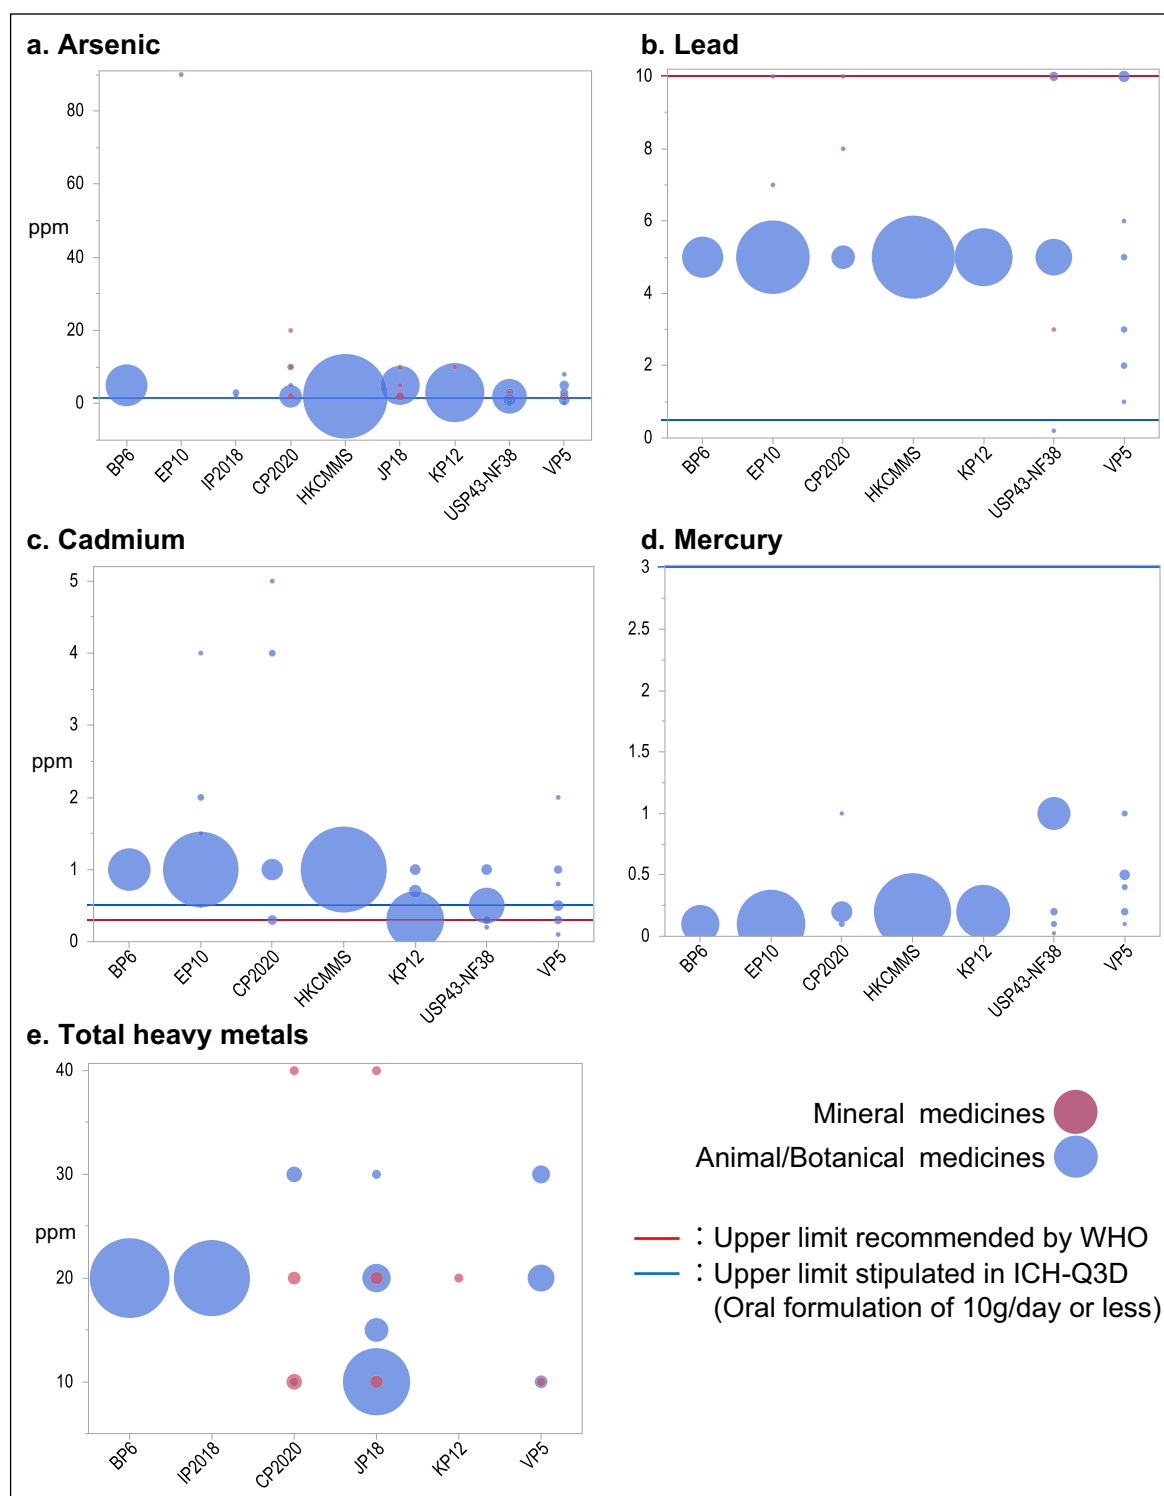 a. Arsenic
80
60
ppm
40
20
0
BP6
EP10
IP2018
CP2020
HKCMMS
JP18
KP12
USP43-NF38
VP5
b. Lead
10
8
6
4
2
0
BP6
EP10
CP2020
HKCMMS
KP12
USP43-NF38
VP5
c. Cadmium
5
4
3
ppm
2
1
0
BP6
EP10
CP2020
HKCMMS
KP12
USP43-NF38
VP5
d. Mercury
3
2.5
2
1.5
1
0.5
0
BP6
EP10
CP2020
HKCMMS
KP12
USP43-NF38
VP5
e. Total heavy metals
40
30
ppm
20
10
BP6
IP2018
CP2020
JP18
KP12
VP5
Mineral medicines
Animal/Botanical medicines
: Upper limit recommended by WHO
: Upper limit stipulated in ICH-Q3D
(Oral formulation of 10g/day or less)